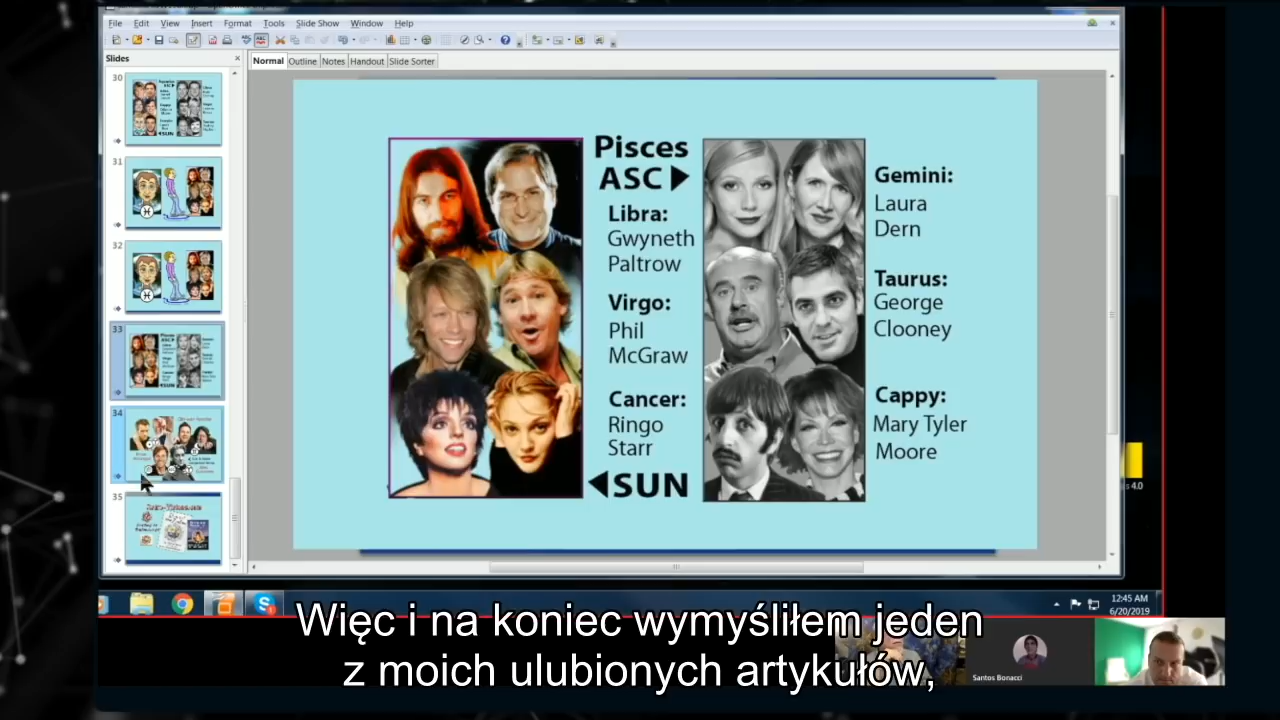 File Edit View Insert Format Tools Slide Show Window Help
Slides
Normal Outline Notes Handout Slide Sorter
30
31
32
33
34
35
Pisces
ASC
Libra:
Gwyneth
Paltrow
Virgo:
Phil
McGraw
Cancer:
Ringo
Starr
SUN
Gemini:
Laura
Dern
Taurus:
George
Clooney
Cappy:
Mary Tyler
Moore
12:45 AM
6/20/2019
Santos Bonacci
Więc i na koniec wymyśliłem jeden
z moich ulubionych artykułów,